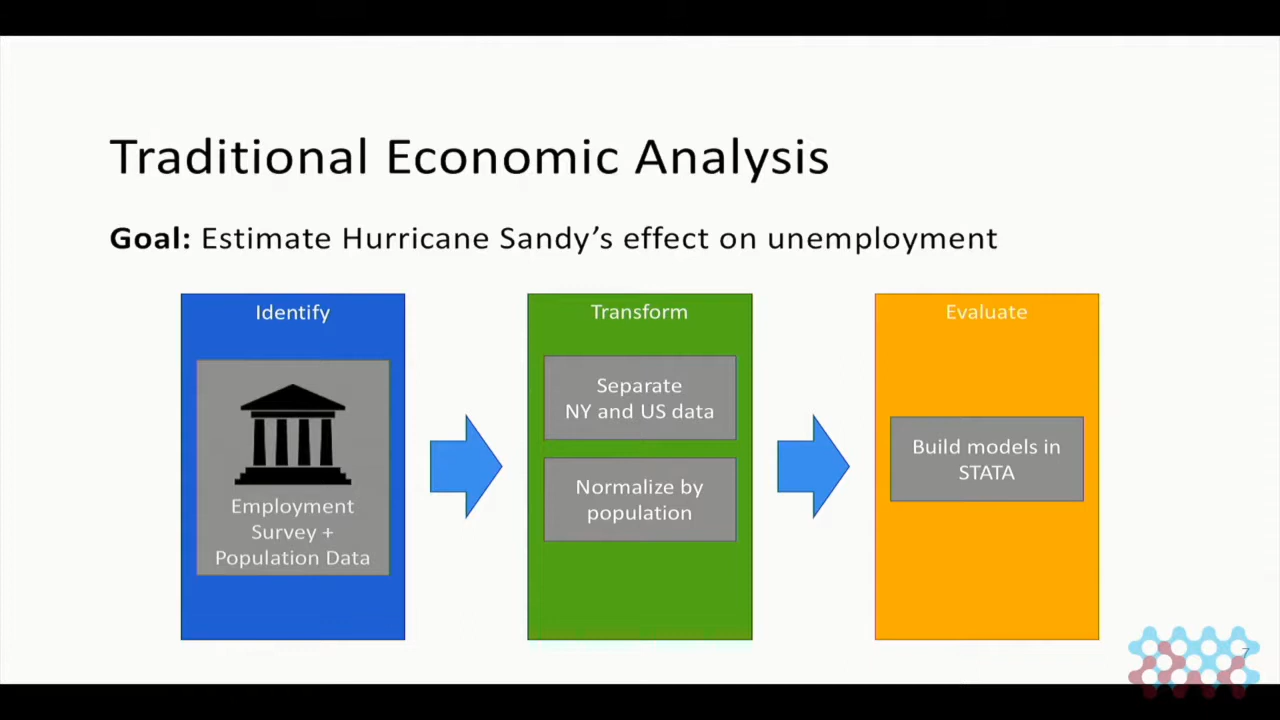 Traditional Economic Analysis
Goal: Estimate Hurricane Sandy’s effect on unemployment
Identify
Employment
Survey +
Population Data
Transform
Separate
NY and US data
Normalize by
population
Evaluate
Build models in
STATA
7